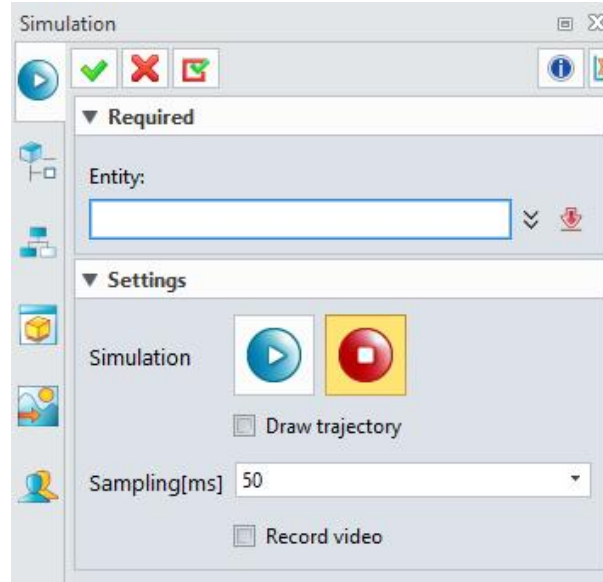 Simulation
Required
Entity:
Settings
Simulation
Draw trajectory
Sampling[ms] 50
Record video